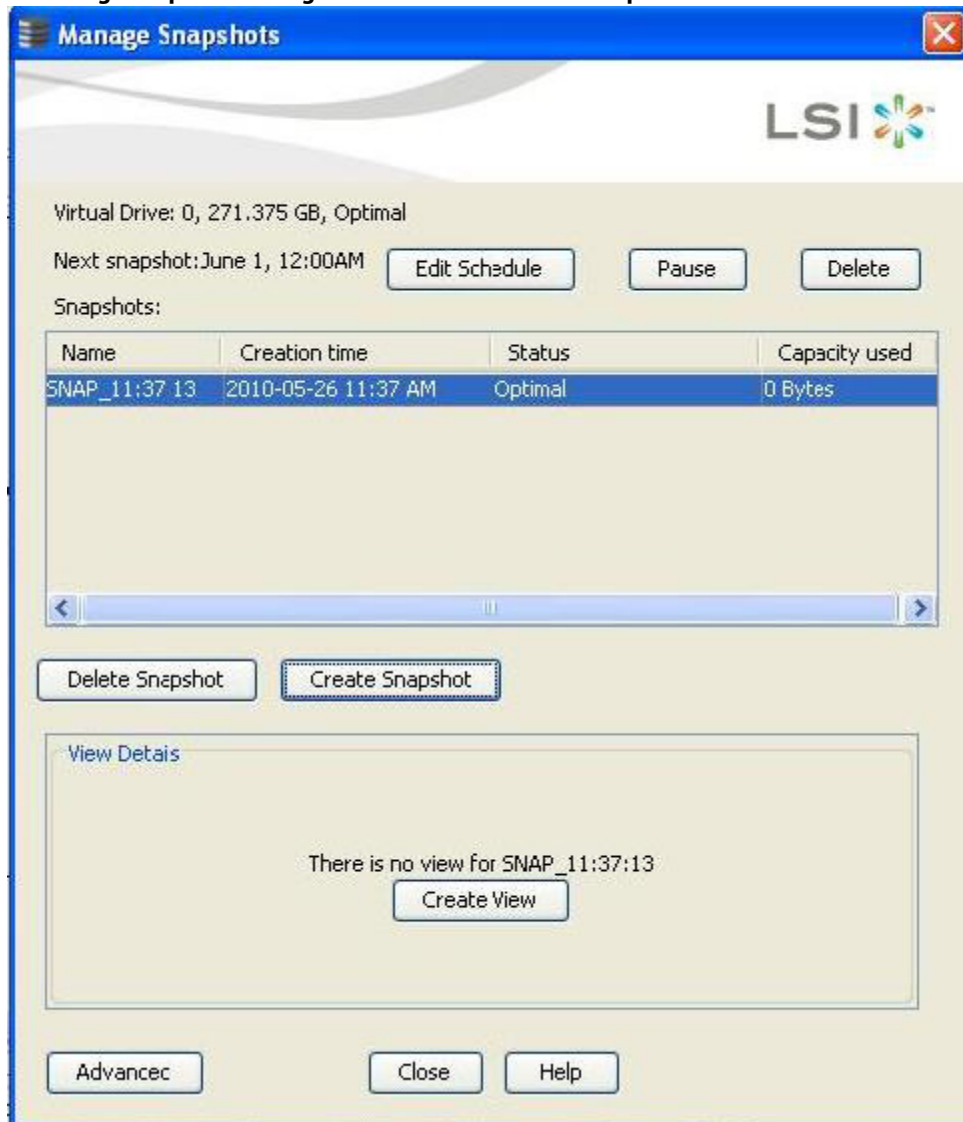 Manage Snapshots
LSI
Virtual Drive: 0, 271.375 GB, Optimal
Next snapshot:June 1, 12:00AM Edit Schedule Pause Delete
Snapshots:
Name Creation time Status Capacity used
SNAP_11:37 13 2010-05-26 11:37 AM Optimal 0 Bytes
Delete Snapshot Create Snapshot
View Detais
There is no view for SNAP_11:37:13
Create View
Advancec Close Help